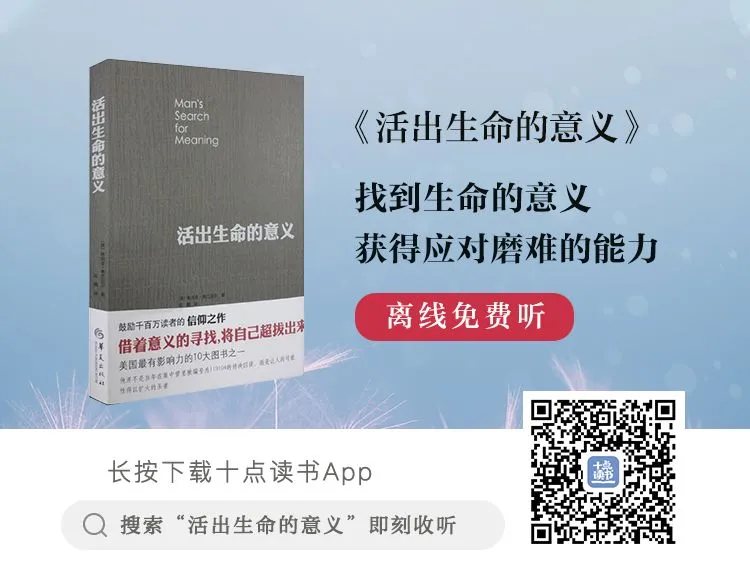 活出生命的意义
华夏出版社
Man's
Search
for
Meaning
活出生命的意义
鼓励千百万读者的 信仰之作
借着意义的寻找,将自己超拔出来
美国最有影响力的10大图书之一
《活出生命的意义》
找到生命的意义
获得应对磨难的能力
离线免费听
长按下载十点读书App
搜索“活出生命的意义”即刻收听
十点
读书